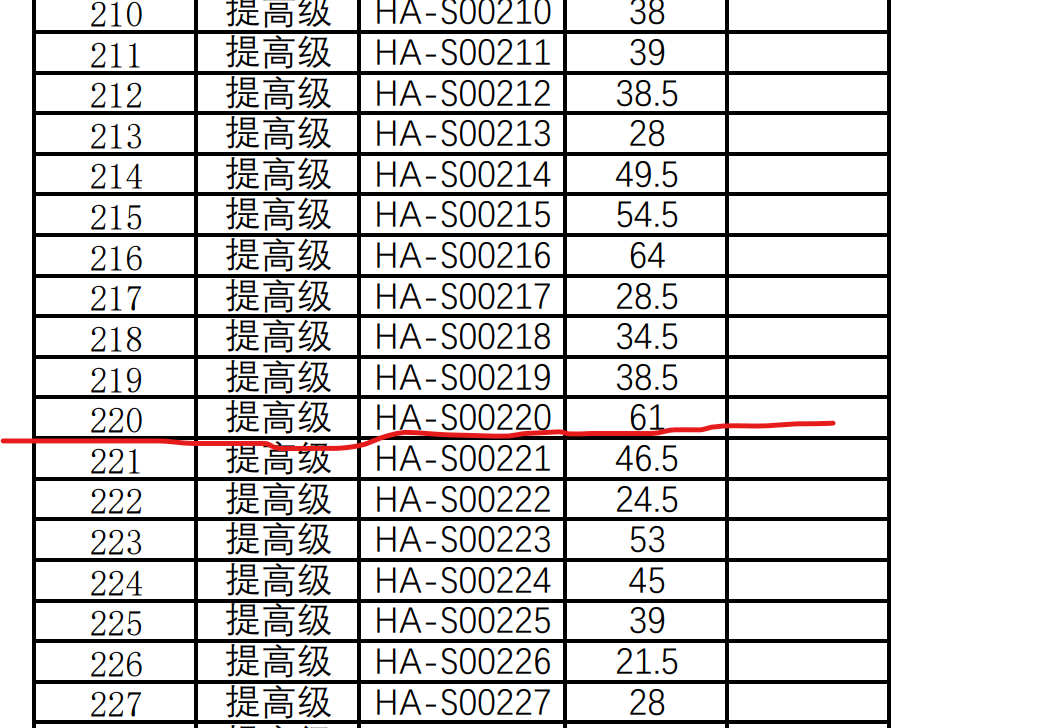 210 提高级 HA-S00210 38
211 提高级 HA-S00211 39
212 提高级 HA-S00212 38.5
213 提高级 HA-S00213 28
214 提高级 HA-S00214 49.5
215 提高级 HA-S00215 54.5
216 提高级 HA-S00216 64
217 提高级 HA-S00217 28.5
218 提高级 HA-S00218 34.5
219 提高级 HA-S00219 38.5
220 提高级 HA-S00220 61
221 提高级 HA-S00221 46.5
222 提高级 HA-S00222 24.5
223 提高级 HA-S00223 53
224 提高级 HA-S00224 45
225 提高级 HA-S00225 39
226 提高级 HA-S00226 21.5
227 提高级 HA-S00227 28